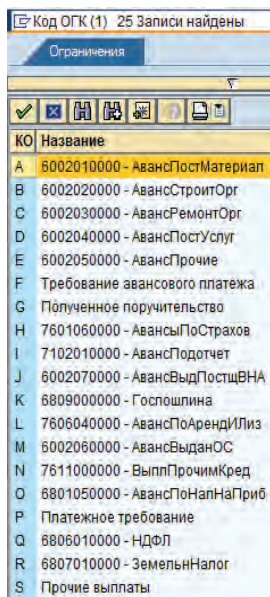 Код ОГК (1) 25 Записи найдены
Ограничения
КО Название
A 6002010000 - АвансПостМатериал
B 6002020000 - АвансСтроитОрг
C 6002030000 - АвансРемонтОрг
D 6002040000 - АвансПостУслуг
E 6002050000 - АвансПрочие
F Требование авансового платежа
G Полученное поручительство
H 7601060000 - АвансыПоСтрахов
I 7102010000 - АвансПодотчет
J 6002070000 - АвансВыдПостщВНА
K 6809000000 - Госпошлина
L 7606040000 - АвансПоАрендИЛиз
M 6002060000 - АвансВыданОС
N 7611000000 - ВыплПрочимКред
O 6801050000 - АвансПоНалНаПриб
P Платежное требование
Q 6806010000 - НДФЛ
R 6807010000 - ЗемельнНалог
S Прочие выплаты